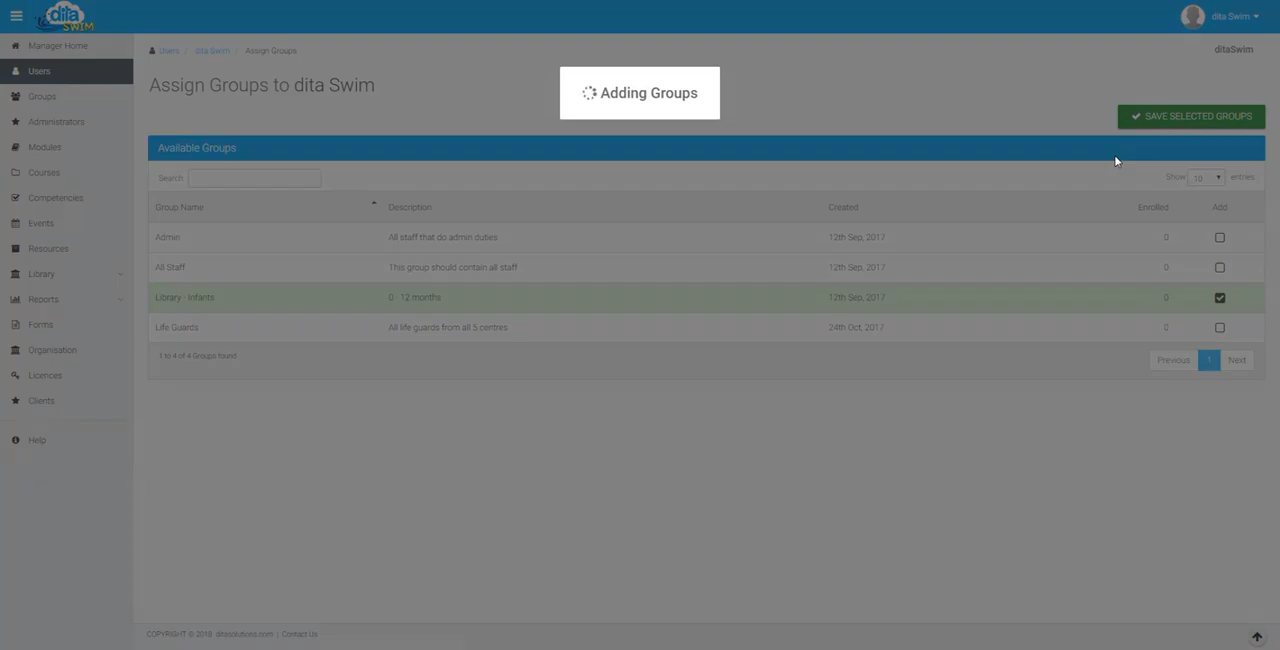 dita SWIM
dita Swim
Manager Home
Users
Groups
Administrators
Modules
Courses
Competencies
Events
Resources
Library
Reports
Forms
Organisation
Licences
Clients
Help
Users / dita Swim / Assign Groups
ditaSwim
Assign Groups to dita Swim
Adding Groups
SAVE SELECTED GROUPS
Available Groups
Search
Show 10 entries
Group Name Description Created Enrolled Add
Admin All staff that do admin duties 12th Sep, 2017 0
All Staff This group should contain all staff 12th Sep, 2017 0
Library - Infants 0 - 12 months 12th Sep, 2017 0
Life Guards All life guards from all 5 centres 24th Oct, 2017 0
1 to 4 of 4 Groups found
Previous 1 Next
COPYRIGHT © 2018 ditasolutions.com | Contact Us